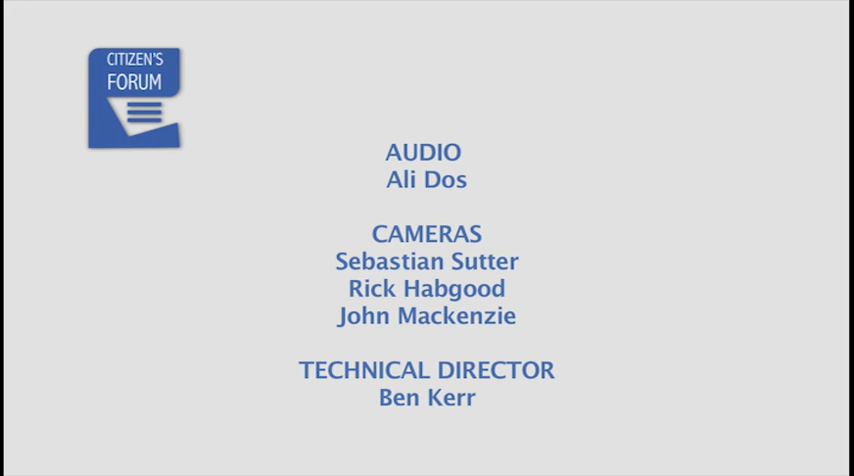 CITIZEN'S
FORUM
AUDIO
Ali Dos
CAMERAS
Sebastian Sutter
Rick Habgood
John Mackenzie
TECHNICAL DIRECTOR
Ben Kerr